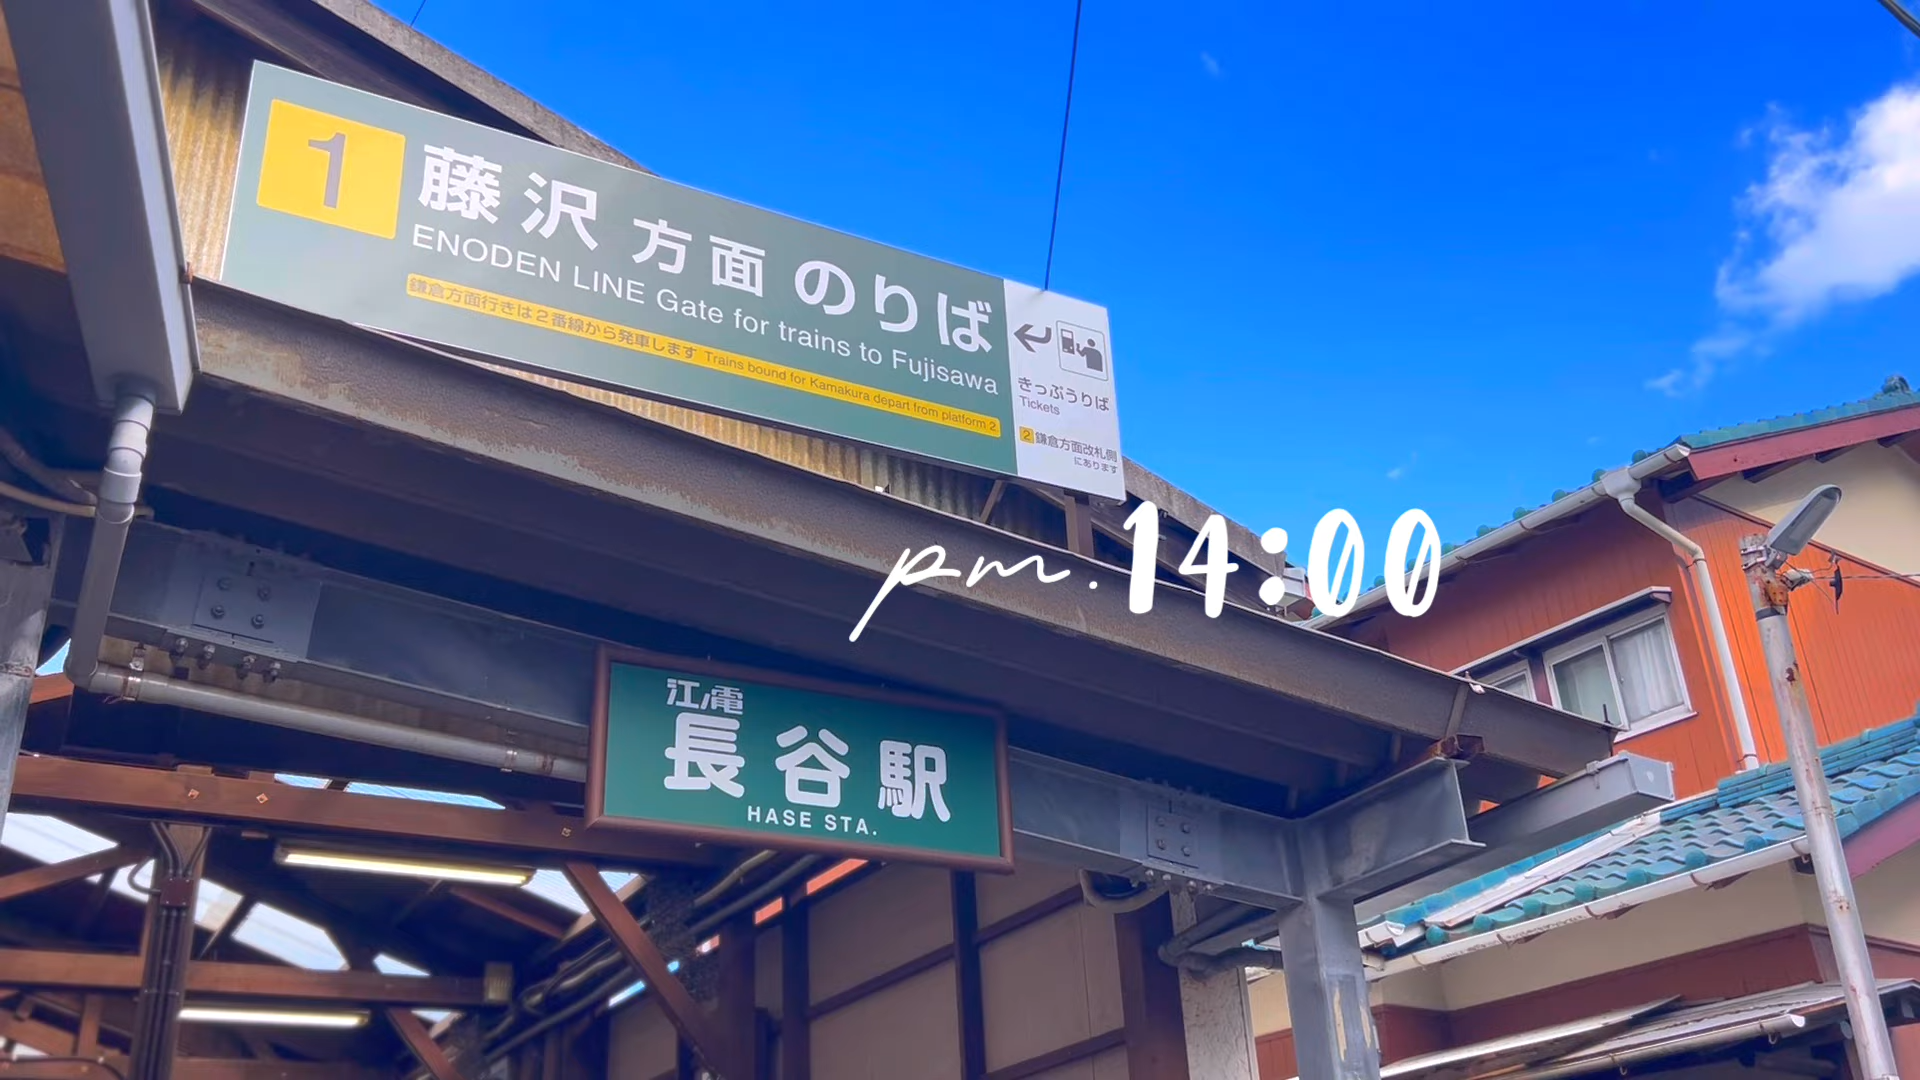 1
藤沢 方面 のりば
ENODEN LINE Gate for trains to Fujisawa
鎌倉方面行きは2番線から発車します Trains bound for Kamakura depart from platform 2
きっぷうりば
Tickets
2 鎌倉方面改札側
にあります
pm. 14:00
江ノ電
長谷駅
HASE STA.